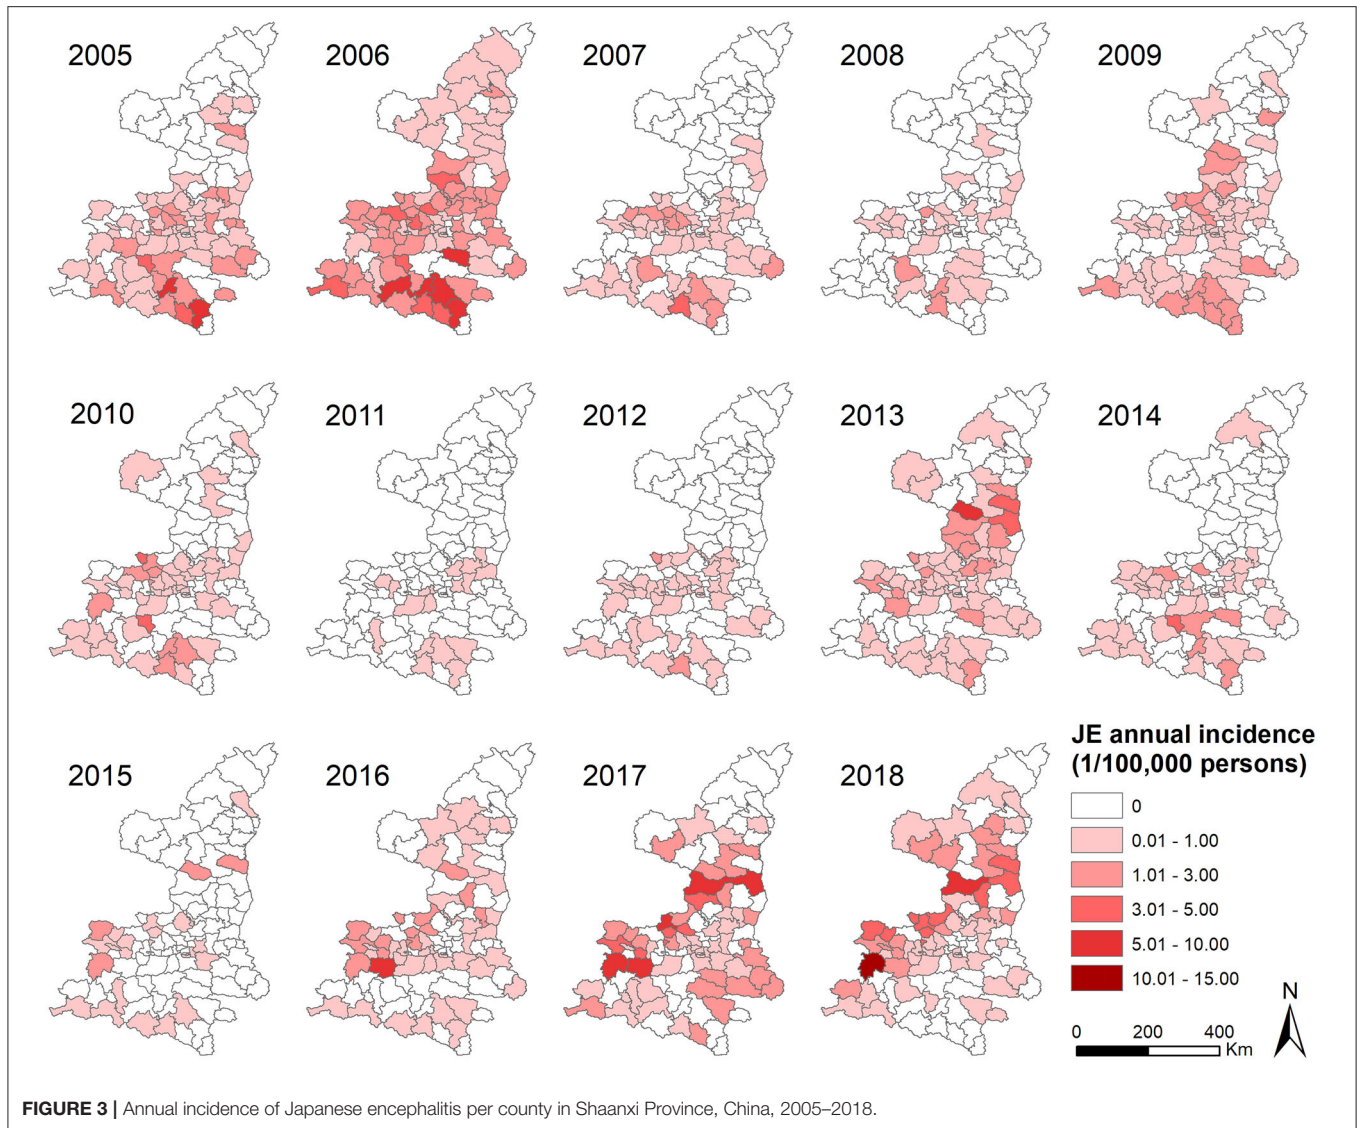 2005
2006
2007
2008
2009
2010
2011
2012
2013
2014
2015
2016
2017
2018
JE annual incidence
(1/100,000 persons)
0
0.01 - 1.00
1.01 - 3.00
3.01 - 5.00
5.01 - 10.00
10.01 - 15.00
N
0 200 400
Km
FIGURE 3 | Annual incidence of Japanese encephalitis per county in Shaanxi Province, China, 2005–2018.